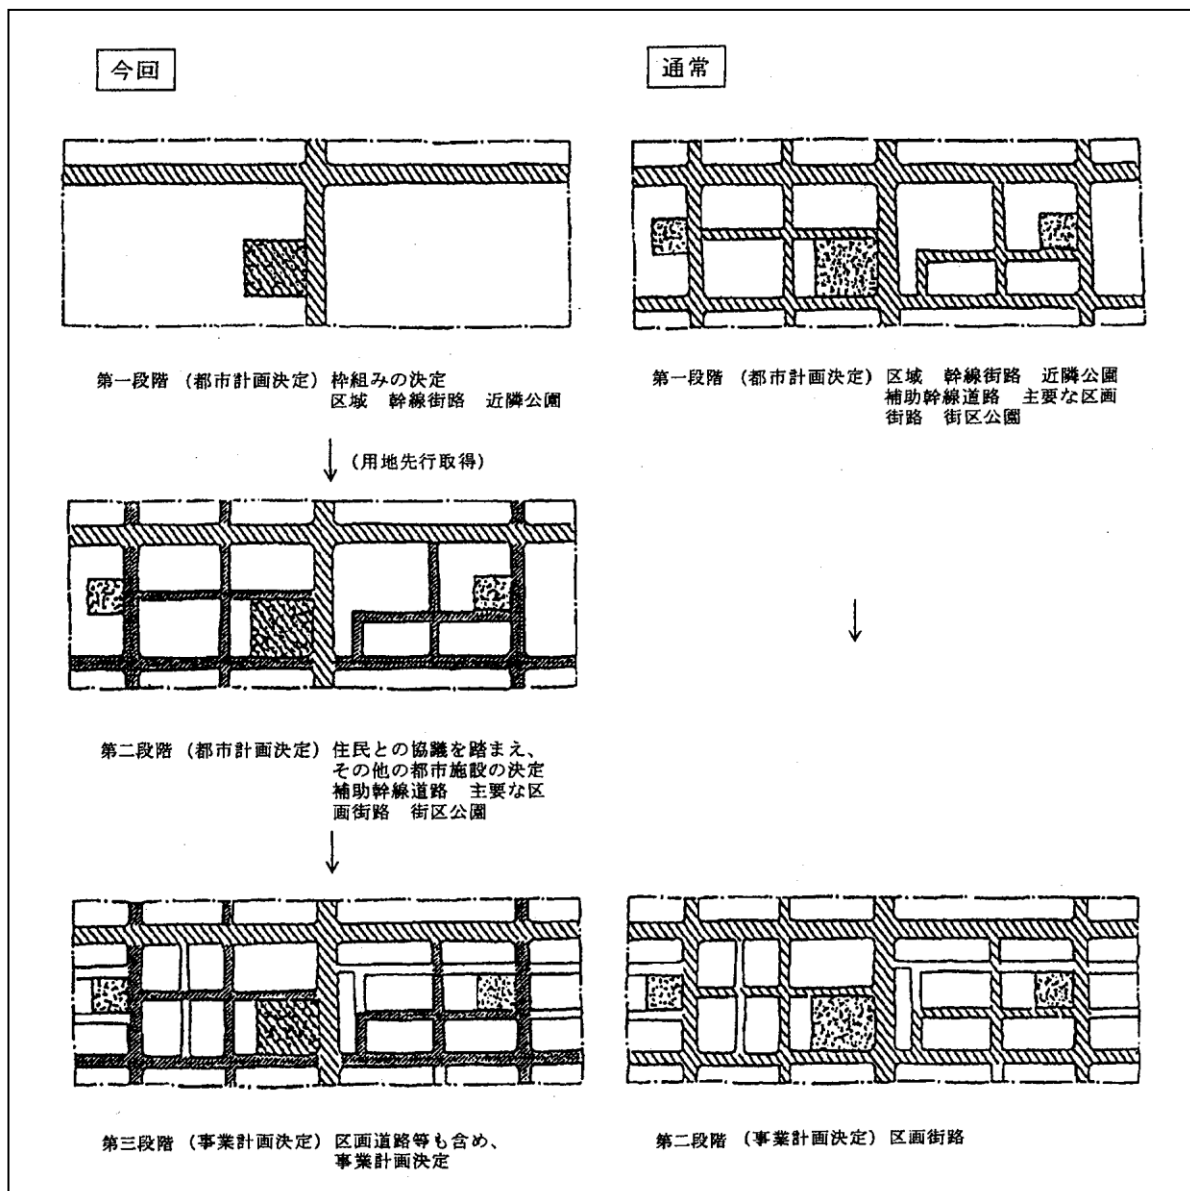 今回
第一段階 (都市計画決定) 枠組みの決定
区域 幹線街路 近隣公園
(用地先行取得)
第二段階 (都市計画決定) 住民との協議を踏まえ、
その他の都市施設の決定
補助幹線道路 主要な区
画街路 街区公園
第三段階 (事業計画決定) 区画道路等も含め、
事業計画決定
通常
第一段階 (都市計画決定) 区域 幹線街路 近隣公園
補助幹線道路 主要な区画
街路 街区公園
第二段階 (事業計画決定) 区画街路